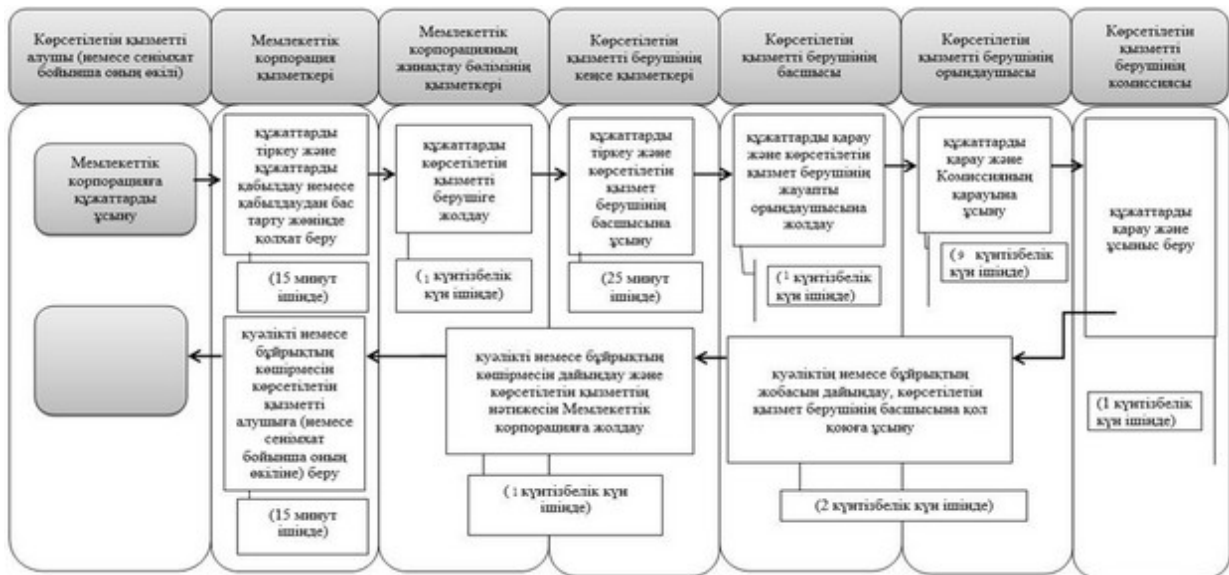 Көрсетілетін қызметті
алушы (немесе сенімхат
бойынша оның өкілі)
Мемлекеттік
корпорация
қызметкері
Мемлекеттік
корпорацияның
жинақтау бөлімінің
қызметкері
Көрсетілетін
қызметті берушінің
кеңсе қызметкері
Көрсетілетін
қызметті берушінің
басшысы
Көрсетілетін
қызметті берушінің
орындаушысы
Көрсетілетін
қызметті
берушінің
комиссиясы
Мемлекеттік
корпорацияға
құжаттарды
ұсыну
құжаттарды
тіркеу және
құжаттарды
қабылдау немесе
қабылдаудан бас
тарту жөнінде
қолхат беру
(15 минут
ішінде)
құжаттарды
көрсетілетін
қызметті
берушіге
жолдау
(1 күнтізбелік
күн ішінде)
құжаттарды
тіркеу және
көрсетілетін
қызмет
берушінің
басшысына
ұсыну
(25 минут
ішінде)
құжаттарды қарау
және көрсетілетін
қызмет берушінің
жауапты
орындаушысына
жолдау
(1 күнтізбелік
күн ішінде)
құжаттарды
қарау және
Комиссияның
қарауына
ұсыну
(9 күнтізбелік
күн ішінде)
құжаттарды
қарау және
ұсыныс беру
(1 күнтізбелік
күн ішінде)
куәліктің немесе бұйрықтың
жобасын дайындау, көрсетілетін
қызмет берушінің басшысына қол
қоюға ұсыну
(2 күнтізбелік күн ішінде)
куәлікті немесе бұйрықтың
көшірмесін дайындау және
көрсетілетін қызметтің
нәтижесін Мемлекеттік
корпорацияға жолдау
(1 күнтізбелік күн
ішінде)
куәлікті немесе
бұйрықтың
көшірмесін
көрсетілетін
қызметті
алушыға (немесе
сенімхат
бойынша оның
өкіліне) беру
(15 минут
ішінде)